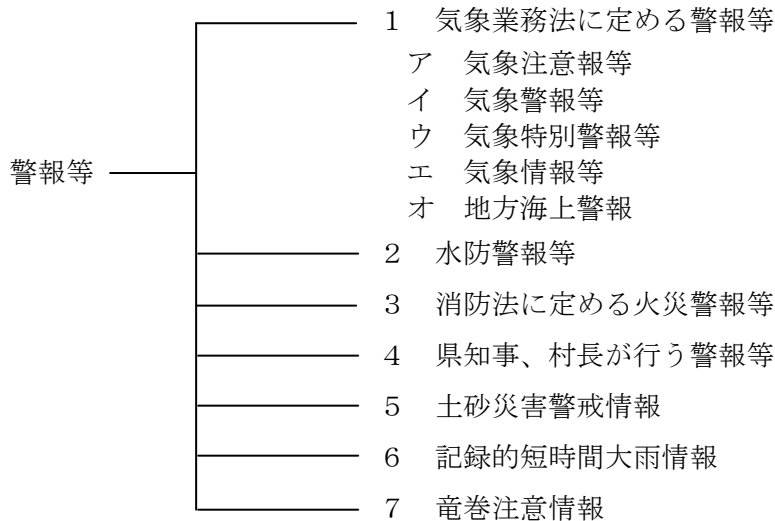 １　気象業務法に定める警報等
ア　気象注意報等
イ　気象警報等
ウ　気象特別警報等
警報等
エ　気象情報等
オ　地方海上警報
２　水防警報等
３　消防法に定める火災警報等
４　県知事、村長が行う警報等
５　土砂災害警戒情報
６　記録的短時間大雨情報
７　竜巻注意情報